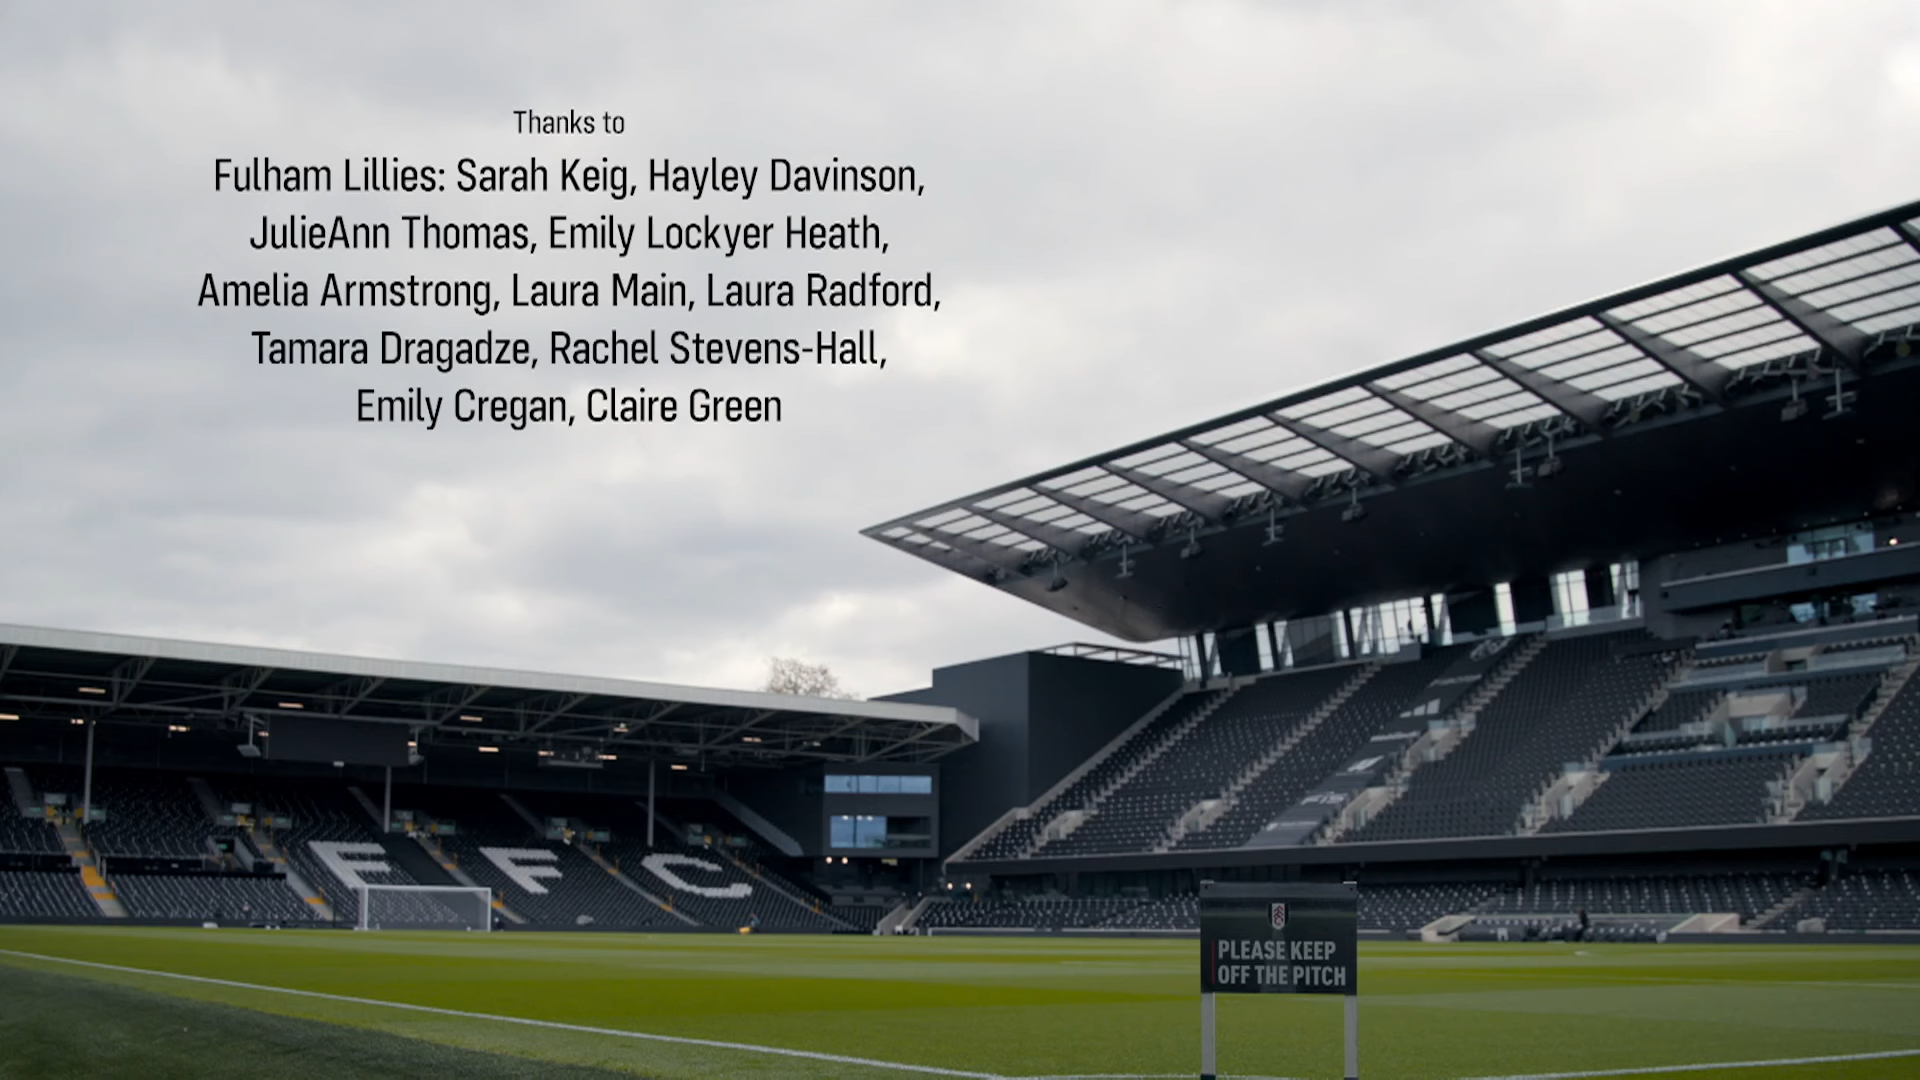 Thanks to
Fulham Lillies: Sarah Keig, Hayley Davinson,
JulieAnn Thomas, Emily Lockyer Heath,
Amelia Armstrong, Laura Main, Laura Radford,
Tamara Dragadze, Rachel Stevens-Hall,
Emily Cregan, Claire Green
F F C
PLEASE KEEP
OFF THE PITCH